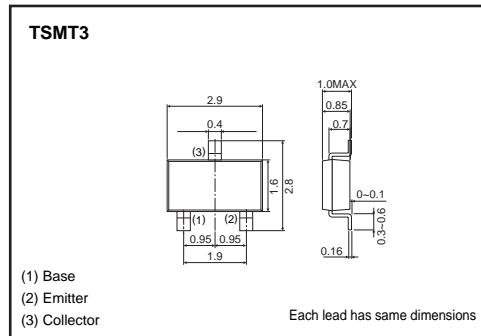 TSMT3
1.0MAX
2.9
0.85
0.4
0.7
(3)
1.6
2.8
0~0.1
(1)
(2)
0.3~0.6
0.95
0.95
0.16
1.9
(1) Base
(2) Emitter
(3) Collector
Each lead has same dimensions